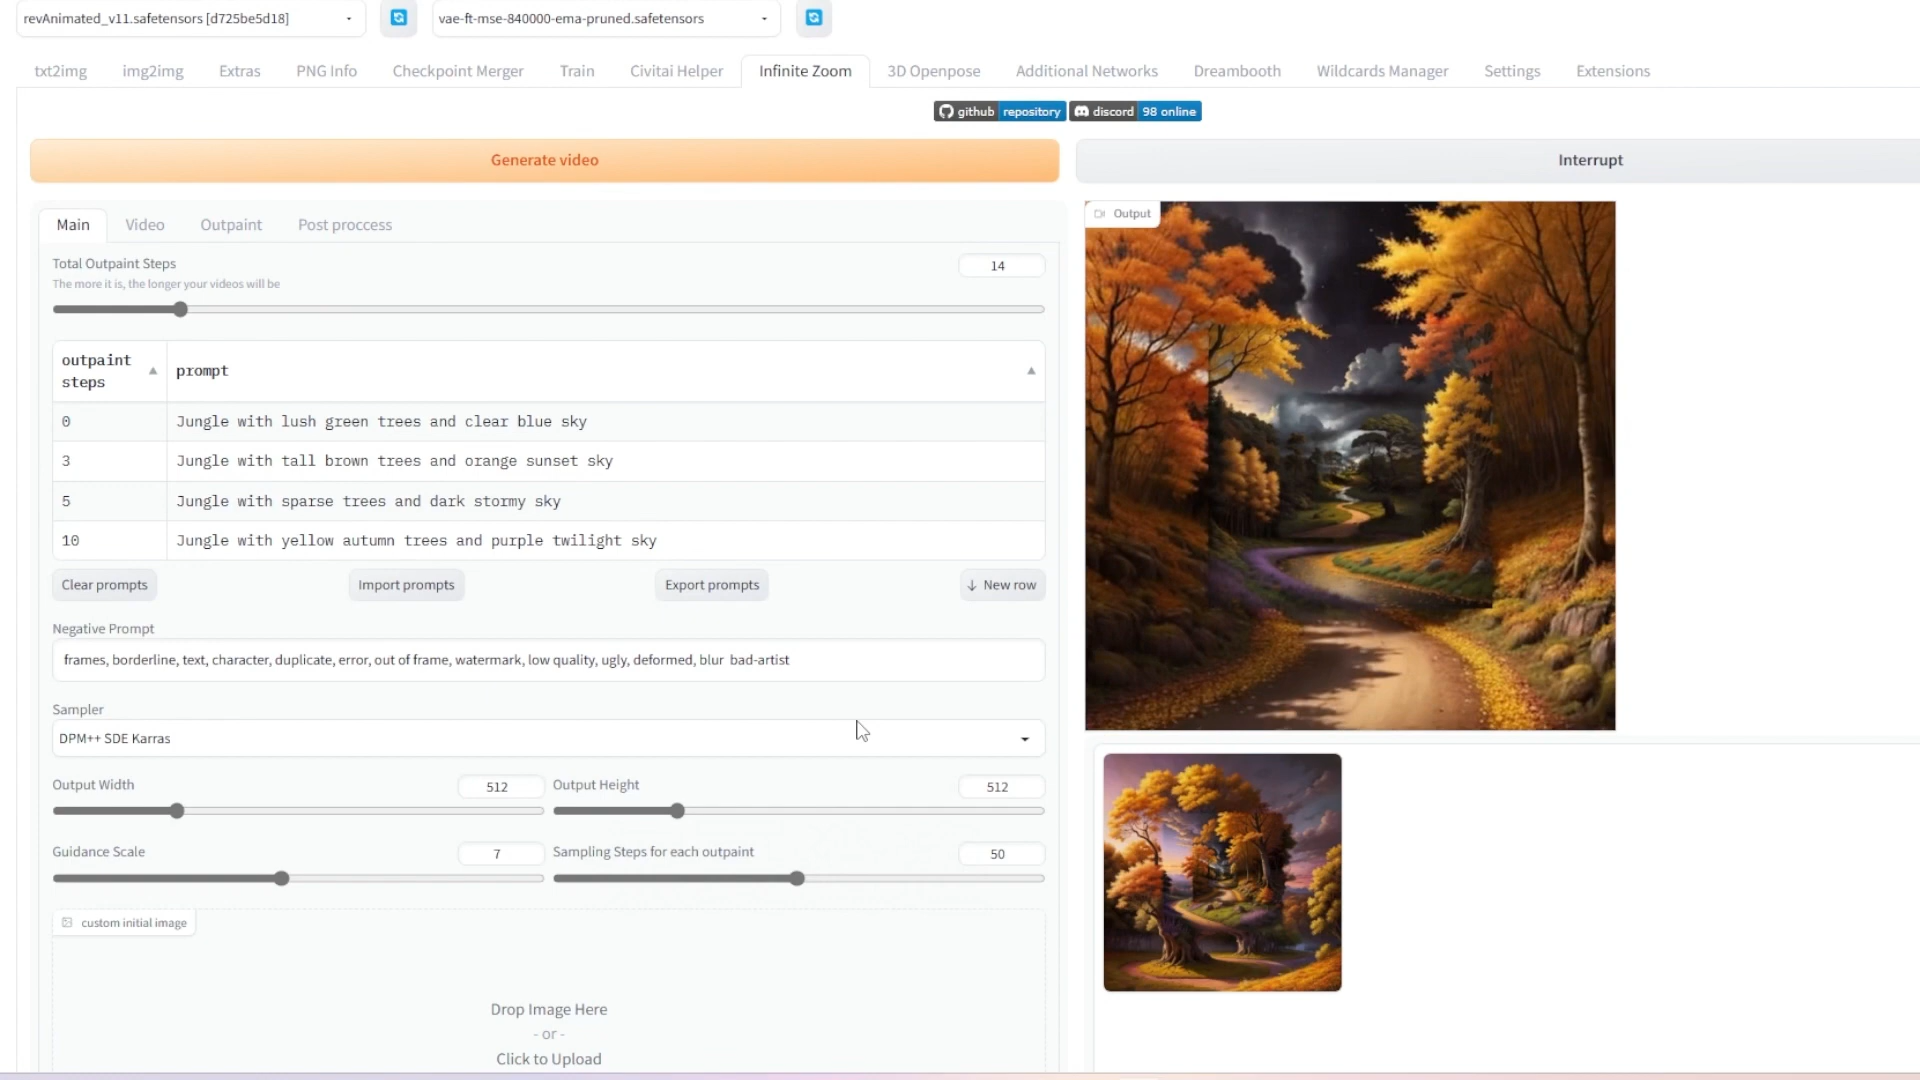 revAnimated_v11.safetensors [d725be5d18]
vae-ft-mse-840000-ema-pruned.safetensors
txt2img img2img Extras PNG Info Checkpoint Merger Train Civitai Helper Infinite Zoom 3D Openpose Additional Networks Dreambooth Wildcards Manager Settings Extensions
github repository discord 98 online
Generate video
Interrupt
Main Video Outpaint Post proccess
Output
Total Outpaint Steps 14
The more it is, the longer your videos will be
outpaint steps prompt
0 Jungle with lush green trees and clear blue sky
3 Jungle with tall brown trees and orange sunset sky
5 Jungle with sparse trees and dark stormy sky
10 Jungle with yellow autumn trees and purple twilight sky
Clear prompts Import prompts Export prompts ↓ New row
Negative Prompt
frames, borderline, text, character, duplicate, error, out of frame, watermark, low quality, ugly, deformed, blur bad-artist
Sampler
DPM++ SDE Karras
Output Width 512 Output Height 512
Guidance Scale 7 Sampling Steps for each outpaint 50
custom initial image
Drop Image Here
- or -
Click to Upload